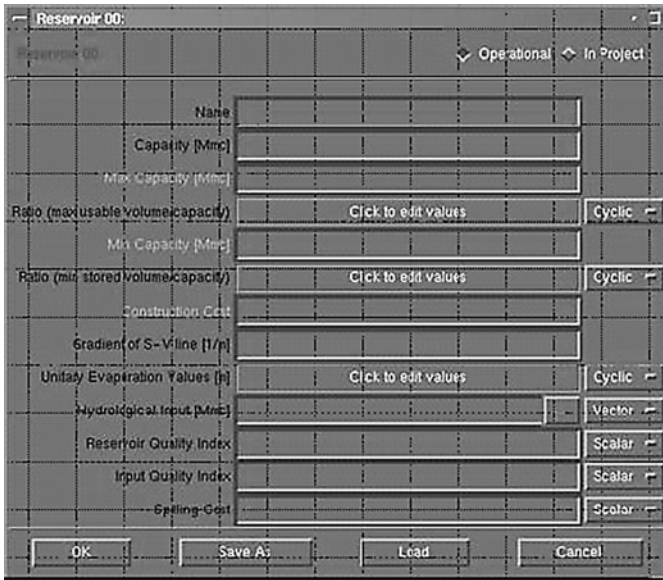 Reservoir 00:
Reservoir 00
Operational In Project
Name
Capacity [Mmc]
Max Capacity [Mmc]
Ratio (max usable volume/capacity) Click to edit values Cyclic
Min Capacity [Mmc]
Ratio (min stored volume/capacity) Click to edit values Cyclic
Construction Cost
Gradient of S-V line [1/m]
Unitary Evaporation Values [m] Click to edit values Cyclic
Hydrological Input [Mmc] Vector
Reservoir Quality Index Scalar
Input Quality Index Scalar
Spilling Cost Scalar
OK Save As Load Cancel